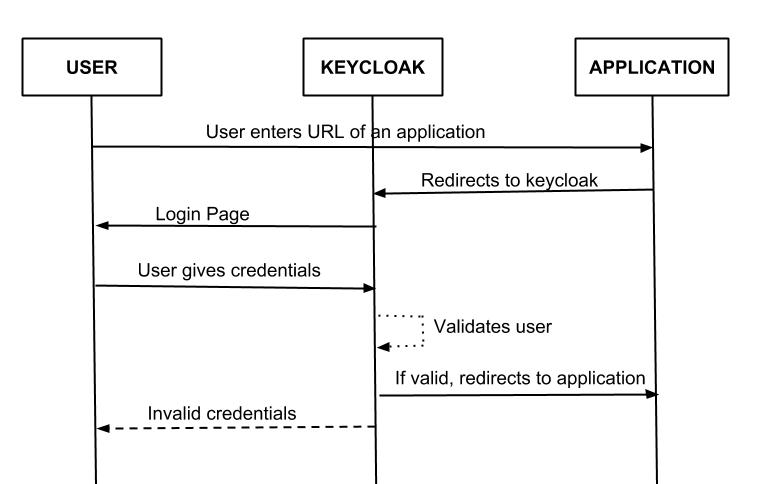 USER
KEYCLOAK
APPLICATION
User enters URL of an application
Redirects to keycloak
Login Page
User gives credentials
Validates user
If valid, redirects to application
Invalid credentials